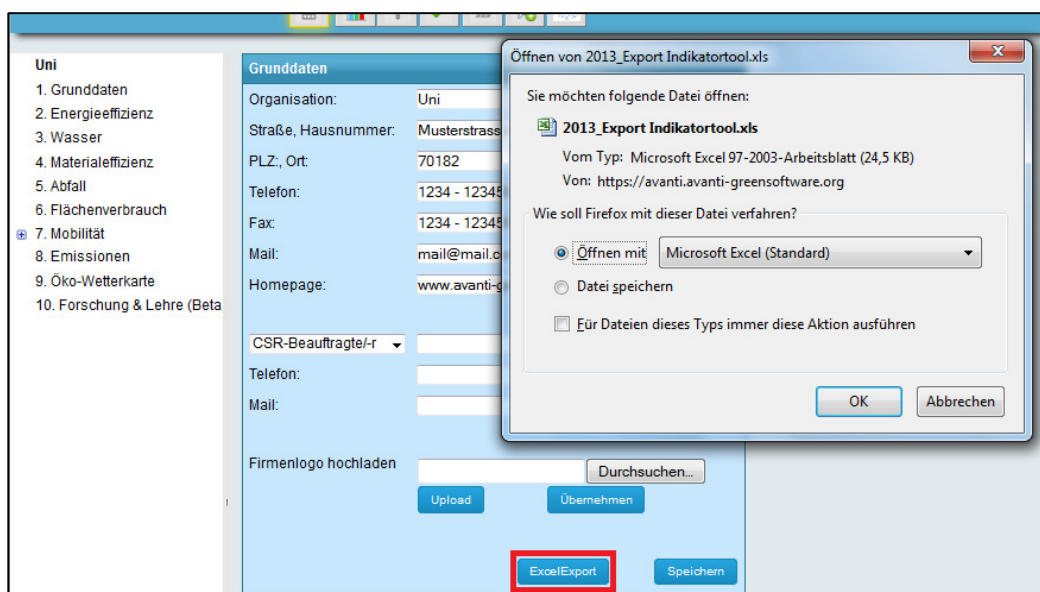 Uni
1. Grunddaten
2. Energieeffizienz
3. Wasser
4. Materialeffizienz
5. Abfall
6. Flächenverbrauch
7. Mobilität
8. Emissionen
9. Öko-Wetterkarte
10. Forschung & Lehre (Beta
Grunddaten
Organisation: Uni
Straße, Hausnummer: Musterstrass
PLZ:, Ort: 70182
Telefon: 1234 - 12345
Fax: 1234 - 12345
Mail: mail@mail.c
Homepage: www.avanti-g
CSR-Beauftragte/-r
Telefon:
Mail:
Firmenlogo hochladen Durchsuchen...
Upload Übernehmen
ExcelExport Speichern
Öffnen von 2013_Export Indikatortool.xls
Sie möchten folgende Datei öffnen:
2013_Export Indikatortool.xls
Vom Typ: Microsoft Excel 97-2003-Arbeitsblatt (24,5 KB)
Von: https://avanti.avanti-greensoftware.org
Wie soll Firefox mit dieser Datei verfahren?
Öffnen mit Microsoft Excel (Standard)
Datei speichern
Für Dateien dieses Typs immer diese Aktion ausführen
OK Abbrechen